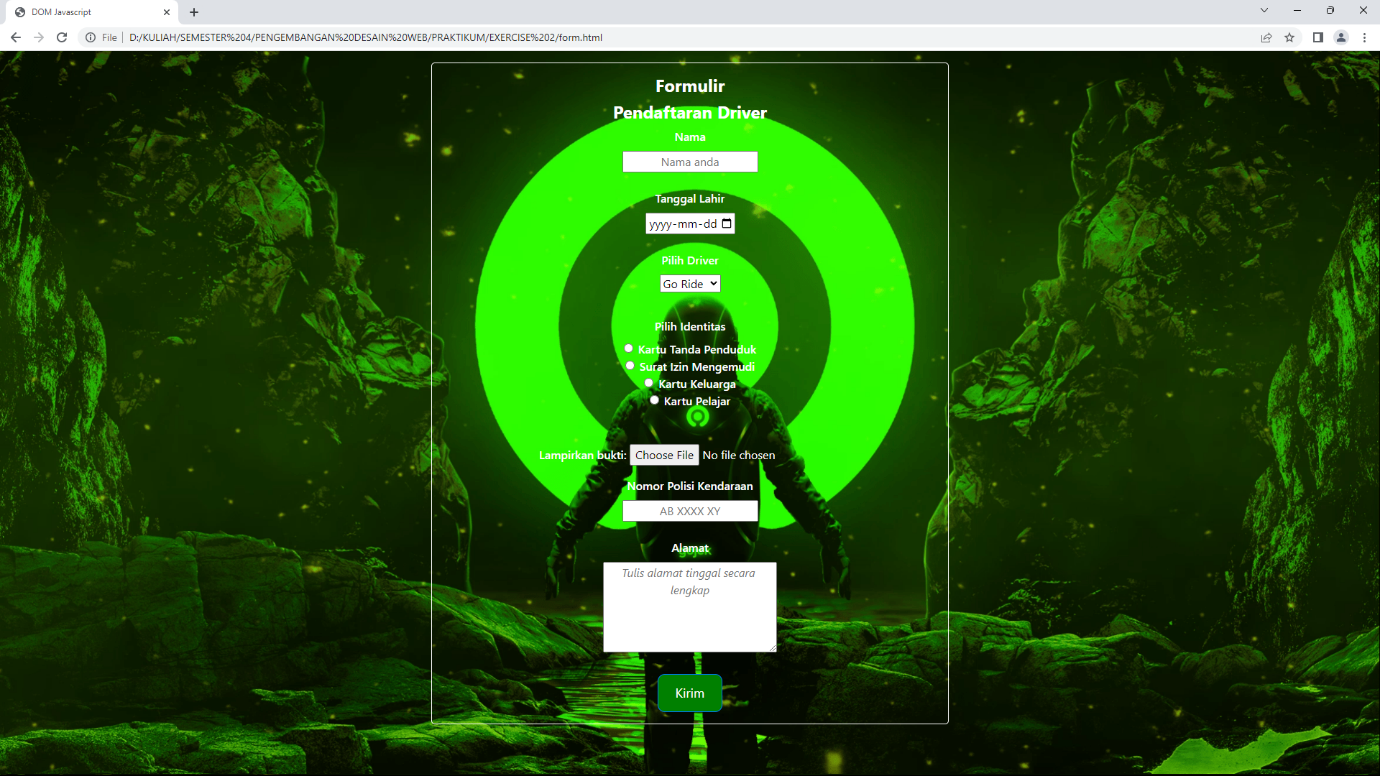 DOM Javascript
File
D:/KULIAH/SEMESTER%204/PENGEMBANGAN%20DESAIN%20WEB/PRAKTIKUM/EXERCISE%202/form.html
Formulir
Pendaftaran Driver
Nama
Nama anda
Tanggal Lahir
yyyy-mm-dd
Pilih Driver
Go Ride
Pilih Identitas
Kartu Tanda Penduduk
Surat Izin Mengemudi
Kartu Keluarga
Kartu Pelajar
Lampirkan bukti: Choose File No file chosen
Nomor Polisi Kendaraan
AB XXXX XY
Alamat
gojek
Tulis alamat tinggal secara
lengkap
Kirim